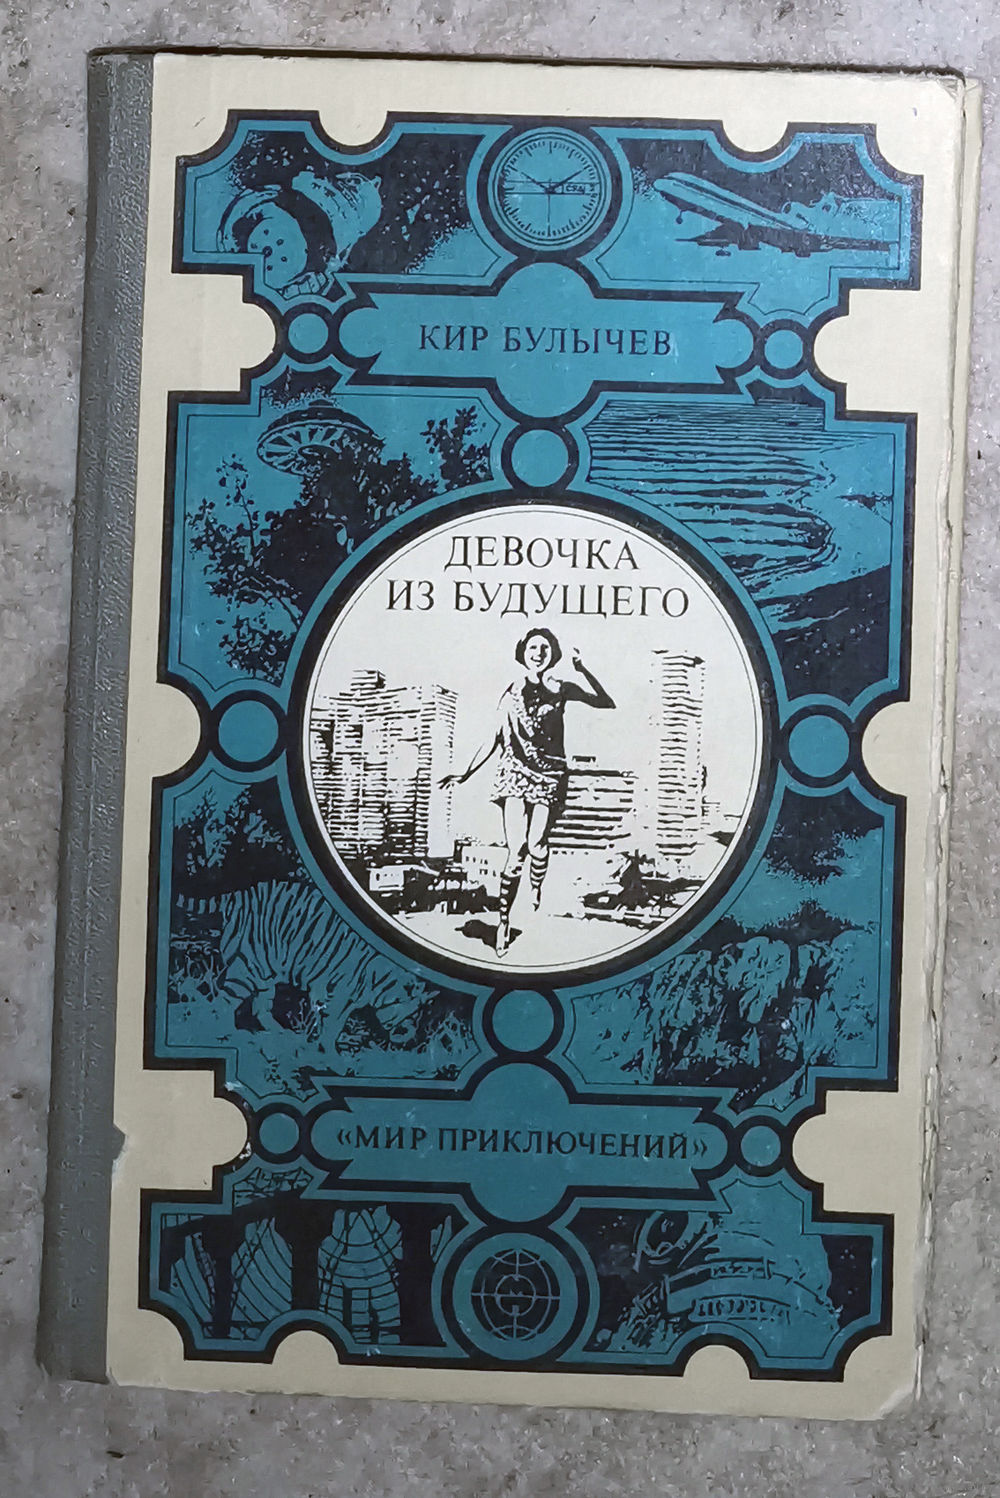 КИР БУЛЫЧЕВ
ДЕВОЧКА
ИЗ БУДУЩЕГО
«МИР ПРИКЛЮЧЕНИЙ»